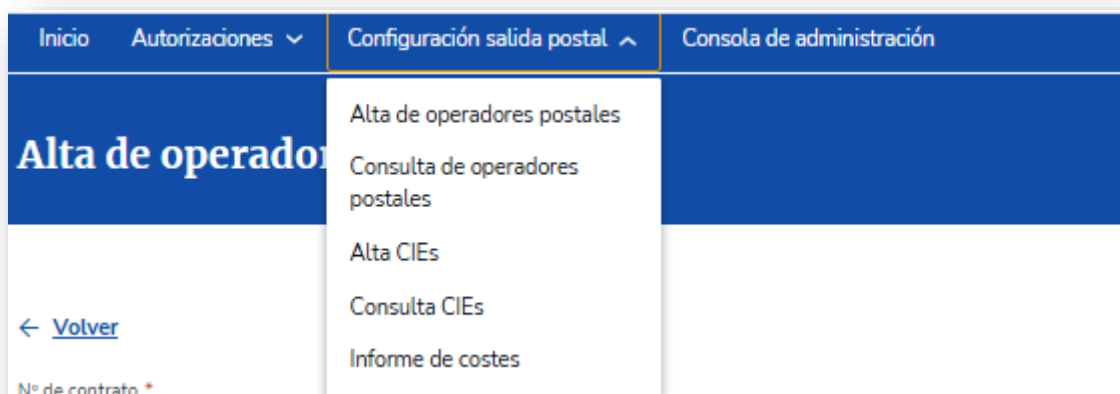 Inicio Autorizaciones Configuración salida postal Consola de administración
Alta de operadores postales
Consulta de operadores
postales
Alta CIEs
Consulta CIEs
Informe de costes
Alta de
← Volver
Nº de contrato *